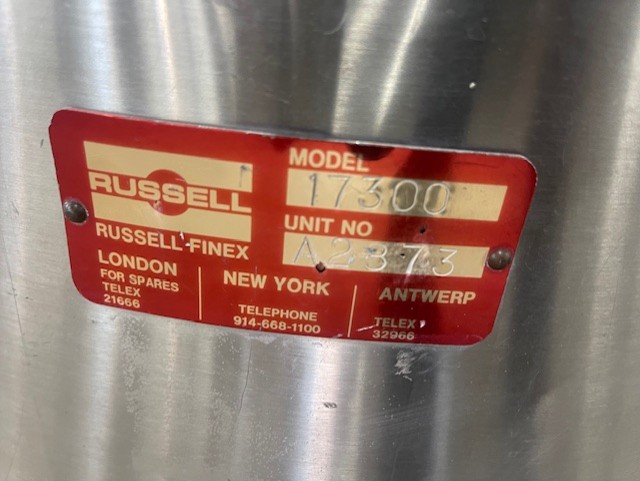 RUSSELL
RUSSELL-FINEX
MODEL
17300
UNIT NO
A2873
LONDON
FOR SPARES
TELEX
21666
NEW YORK
TELEPHONE
914-668-1100
ANTWERP
TELEX
32966